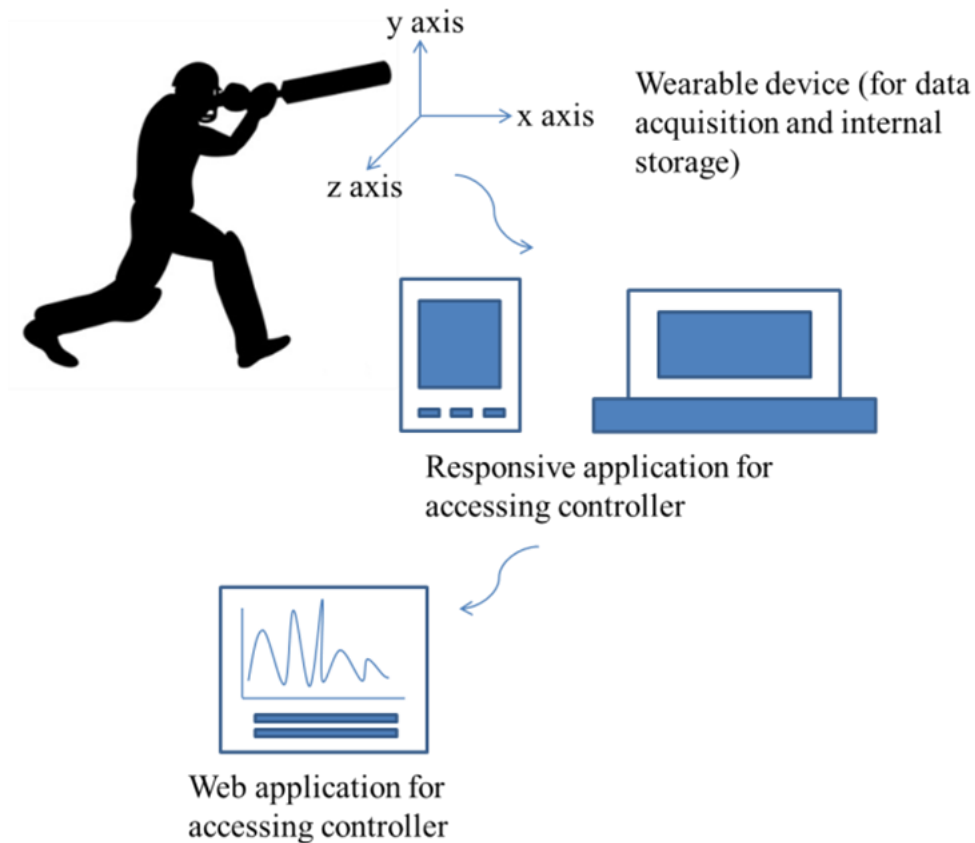 y axis
x axis
z axis
Wearable device (for data
acquisition and internal
storage)
Responsive application for
accessing controller
Web application for
accessing controller